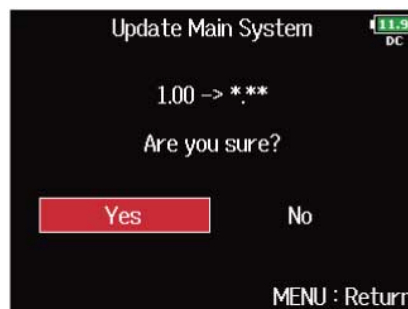 Update Main System
11.9
DC
1.00 -> *.**
Are you sure?
Yes No
MENU : Return